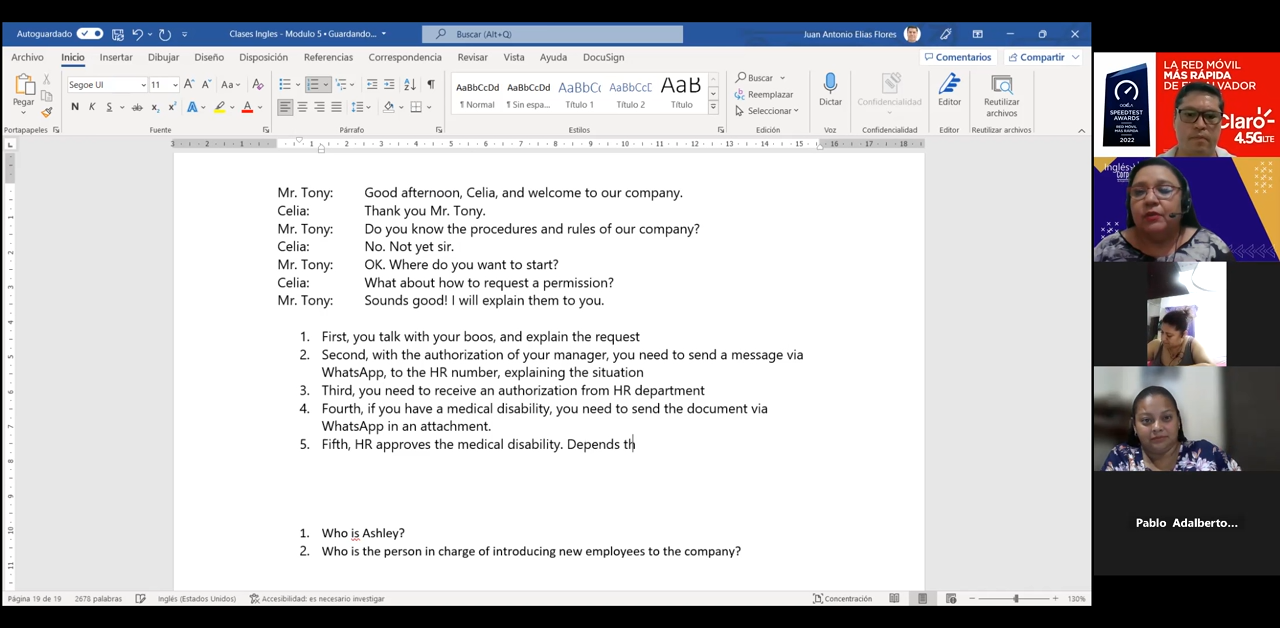 Autoguardado
Clases Ingles - Modulo 5 • Guardando...
Buscar (Alt+Q)
Juan Antonio Elias Flores
Archivo Inicio Insertar Dibujar Diseño Disposición Referencias Correspondencia Revisar Vista Ayuda DocuSign
Comentarios Compartir
Pegar
Segoe UI 11
N K S ab
Portapapeles
Fuente
Párrafo
AaBbCcDd AaBbCcDd AaBbCc AaBbCcD AaB
¶ Normal ¶ Sin espa... Título 1 Título 2 Título
Estilos
Buscar
Reemplazar
Seleccionar
Edición
Dictar
Voz
Confidencialidad
Confidencialidad
Editor
Editor
Reutilizar archivos
Reutilizar archivos
Mr. Tony: Good afternoon, Celia, and welcome to our company.
Celia: Thank you Mr. Tony.
Mr. Tony: Do you know the procedures and rules of our company?
Celia: No. Not yet sir.
Mr. Tony: OK. Where do you want to start?
Celia: What about how to request a permission?
Mr. Tony: Sounds good! I will explain them to you.
1. First, you talk with your boos, and explain the request
2. Second, with the authorization of your manager, you need to send a message via
WhatsApp, to the HR number, explaining the situation
3. Third, you need to receive an authorization from HR department
4. Fourth, if you have a medical disability, you need to send the document via
WhatsApp in an attachment.
5. Fifth, HR approves the medical disability. Depends th
1. Who is Ashley?
2. Who is the person in charge of introducing new employees to the company?
Página 19 de 19 2678 palabras Inglés (Estados Unidos) Accesibilidad: es necesario investigar
Concentración
130%
SPEEDTEST
AWARDS
2022
LA RED MÓVIL
MÁS RÁPIDA
Claro
4.5G LTE
Inglés
Pablo Adalberto...